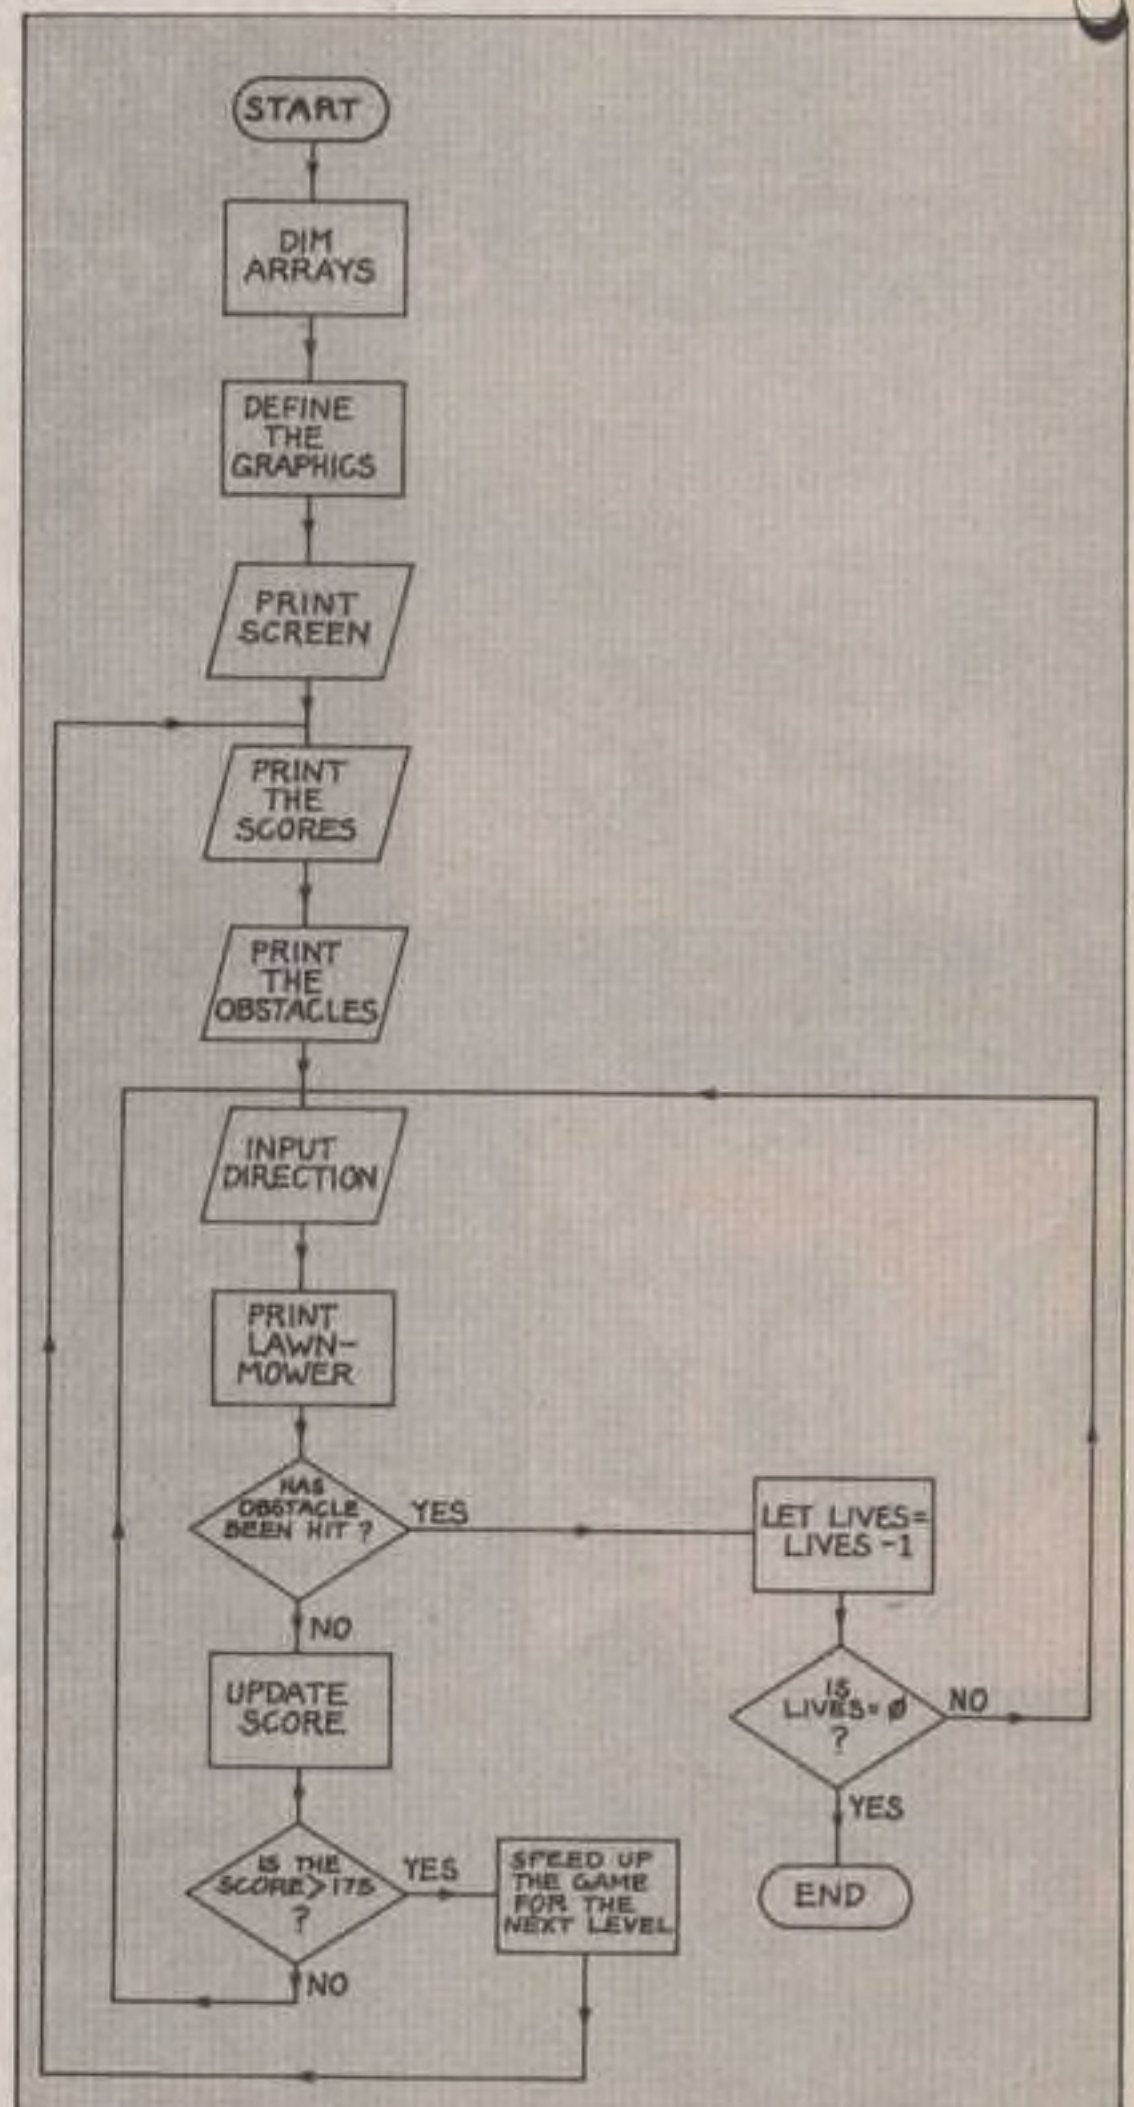 START
DIM
ARRAYS
DEFINE
THE
GRAPHICS
PRINT
SCREEN
PRINT
THE
SCORES
PRINT
THE
OBSTACLES
INPUT
DIRECTION
PRINT
LAWN-
MOWER
HAS
OBSTACLE
BEEN HIT ?
YES
LET LIVES=
LIVES -1
NO
UPDATE
SCORE
IS
LIVES= Ø
?
NO
YES
IS THE
SCORE > 175
?
YES
SPEED UP
THE GAME
FOR THE
NEXT LEVEL
END
NO